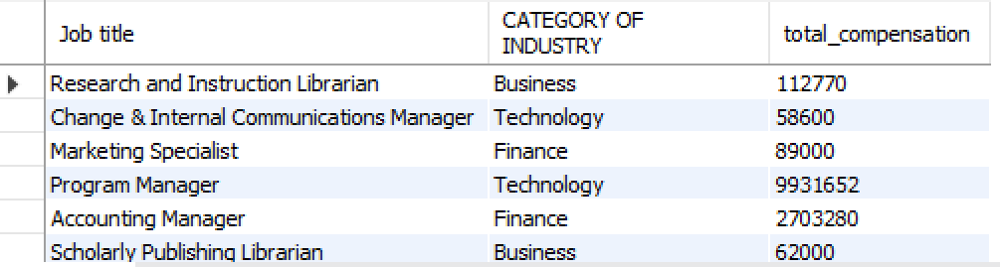 Job title CATEGORY OF INDUSTRY total_compensation
Research and Instruction Librarian Business 112770
Change & Internal Communications Manager Technology 58600
Marketing Specialist Finance 89000
Program Manager Technology 9931652
Accounting Manager Finance 2703280
Scholarly Publishing Librarian Business 62000